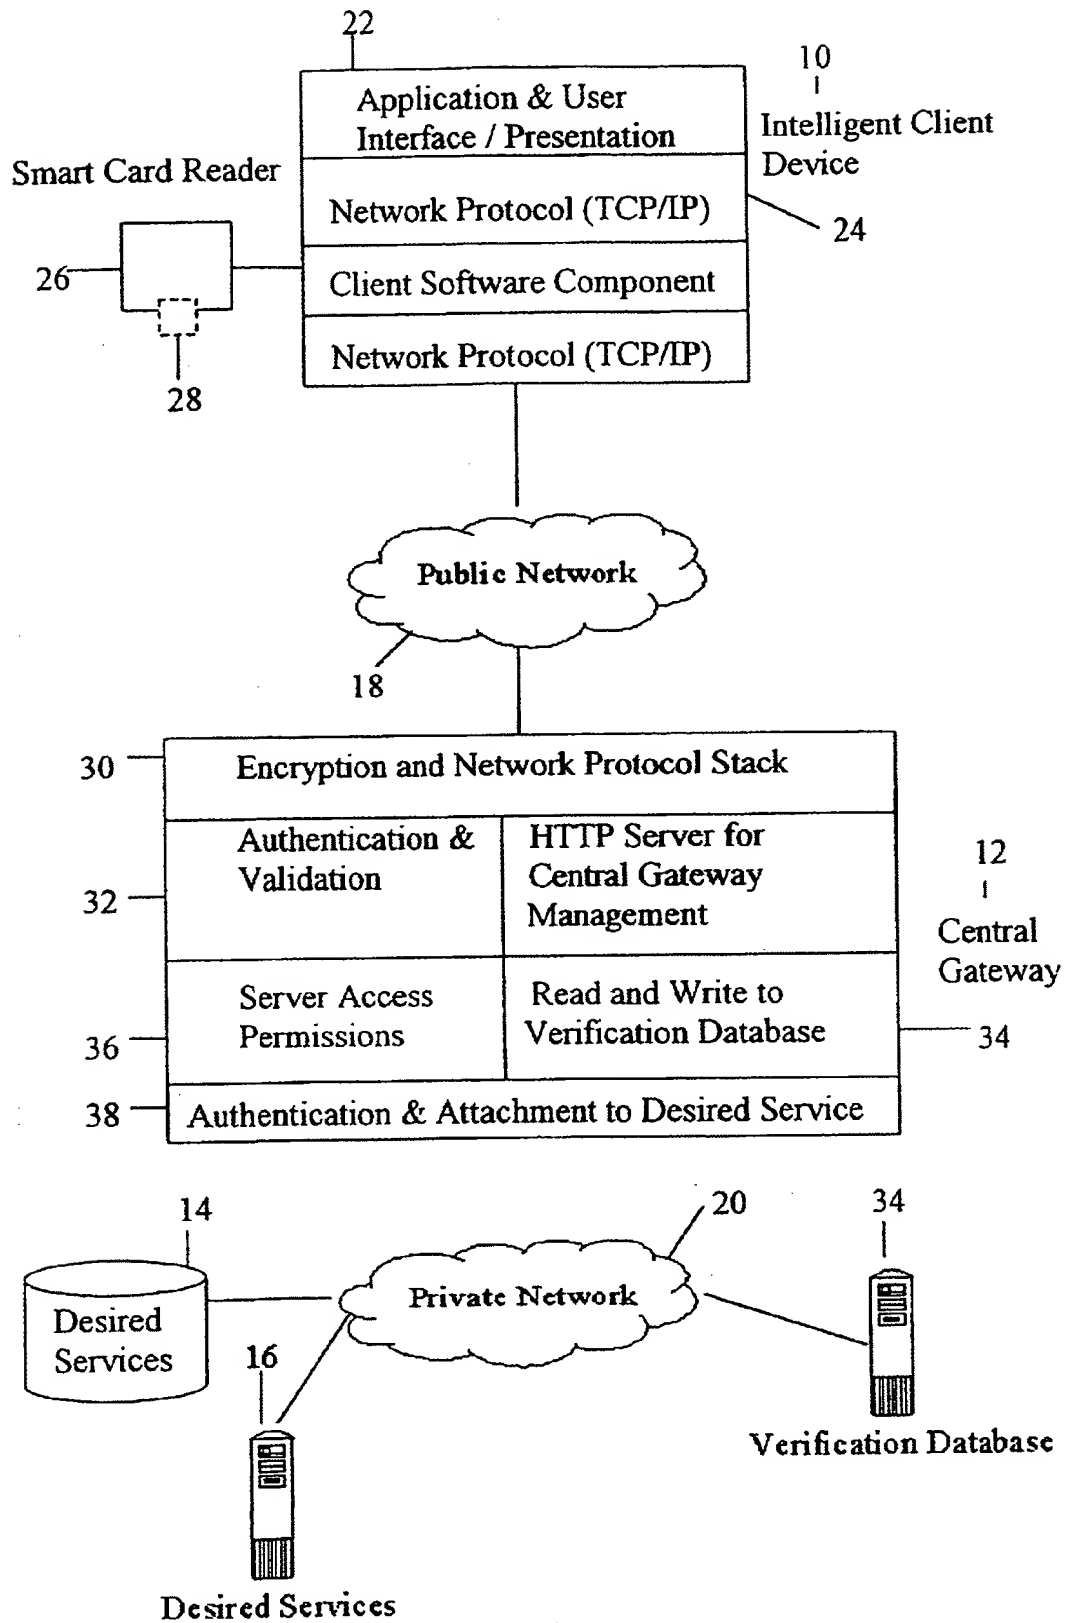 22
10
Application & User
Interface / Presentation
Intelligent Client
Device
Smart Card Reader
Network Protocol (TCP/IP)
24
26
Client Software Component
Network Protocol (TCP/IP)
28
Public Network
18
30
Encryption and Network Protocol Stack
Authentication &
Validation
HTTP Server for
Central Gateway
Management
12
32
Central
Gateway
Server Access
Permissions
Read and Write to
Verification Database
36
34
38
Authentication & Attachment to Desired Service
14
20
34
Private Network
Desired
Services
16
Verification Database
Desired Services